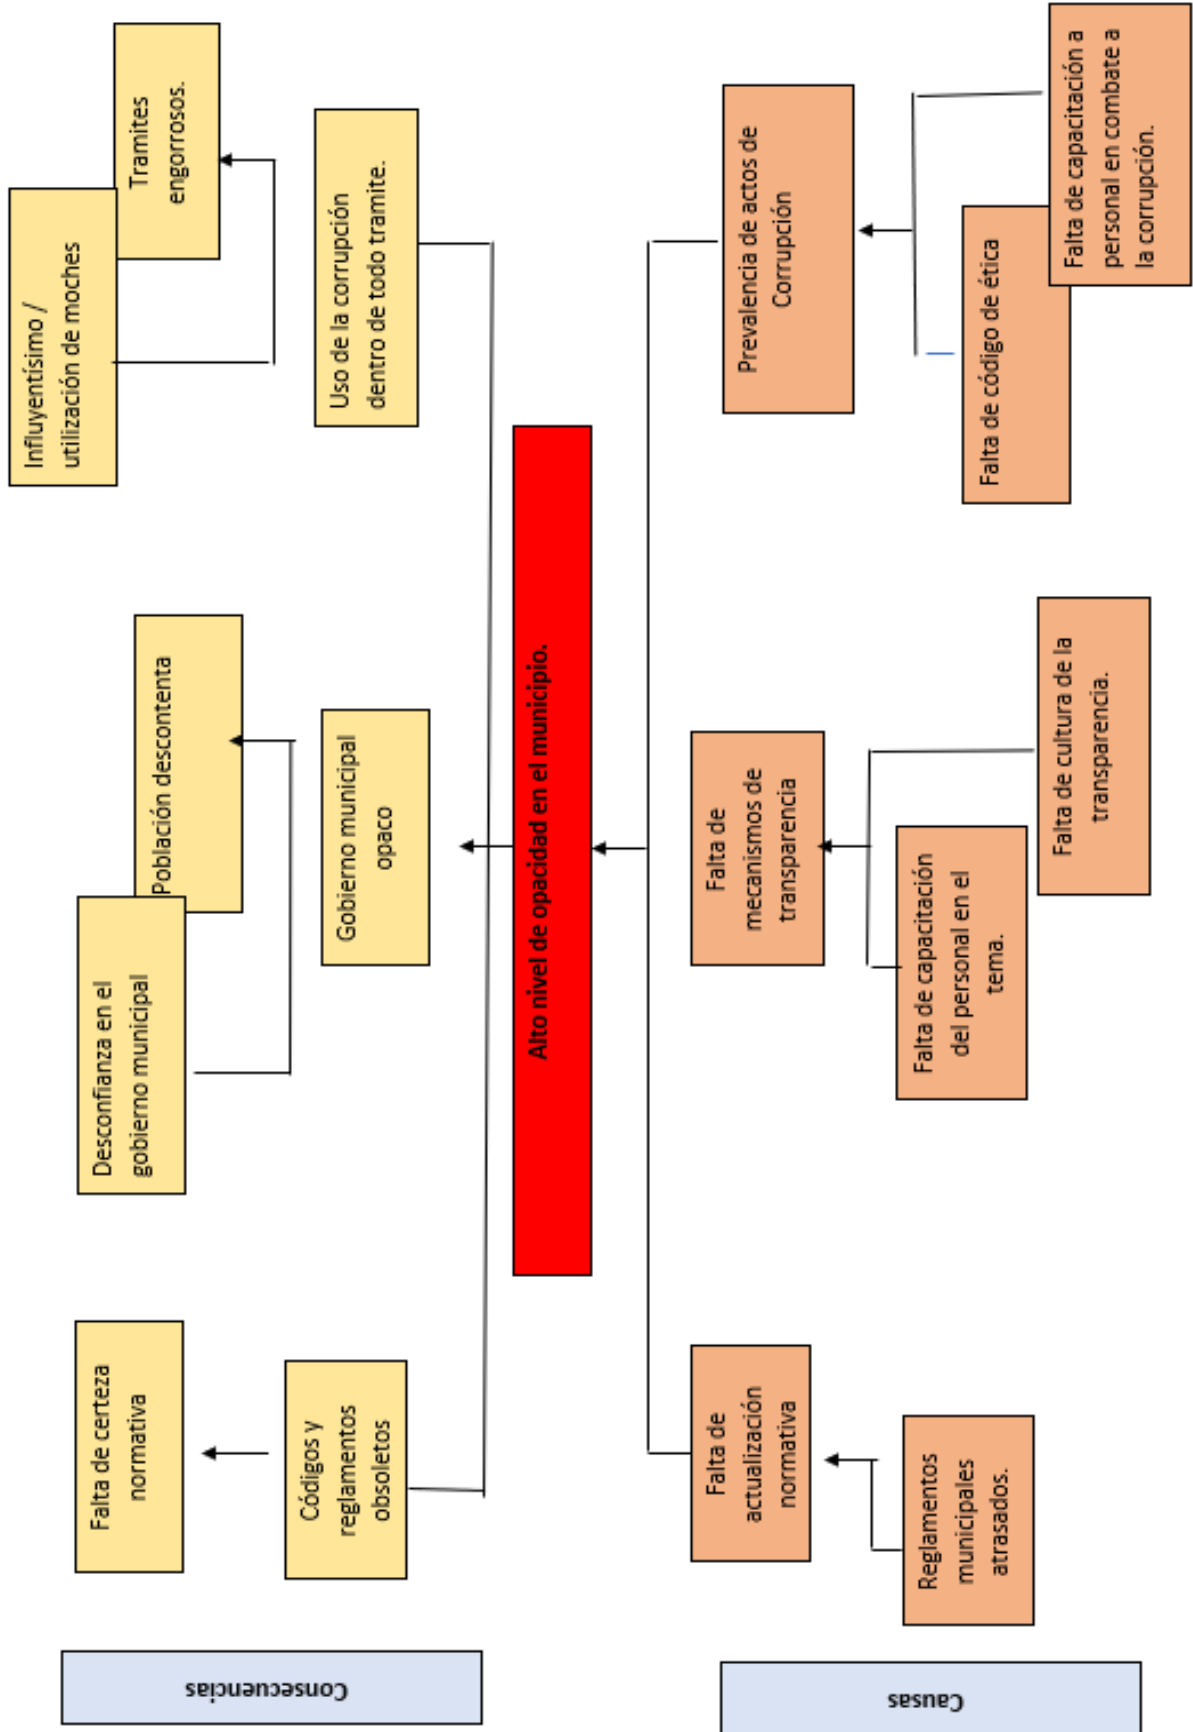 Consecuencias
Falta de certeza
normativa
Desconfianza en el
gobierno municipal
Población descontenta
Influyentísimo /
utilización de moches
Tramites
engorrosos.
Códigos y
reglamentos
obsoletos
Gobierno municipal
opaco
Uso de la corrupción
dentro de todo tramite.
Alto nivel de opacidad en el municipio.
Causas
Falta de
actualización
normativa
Falta de
mecanismos de
transparencia
Prevalencia de actos de
Corrupción
Reglamentos
municipales
atrasados.
Falta de capacitación
del personal en el
tema.
Falta de cultura de la
transparencia.
Falta de código de ética
Falta de capacitación a
personal en combate a
la corrupción.